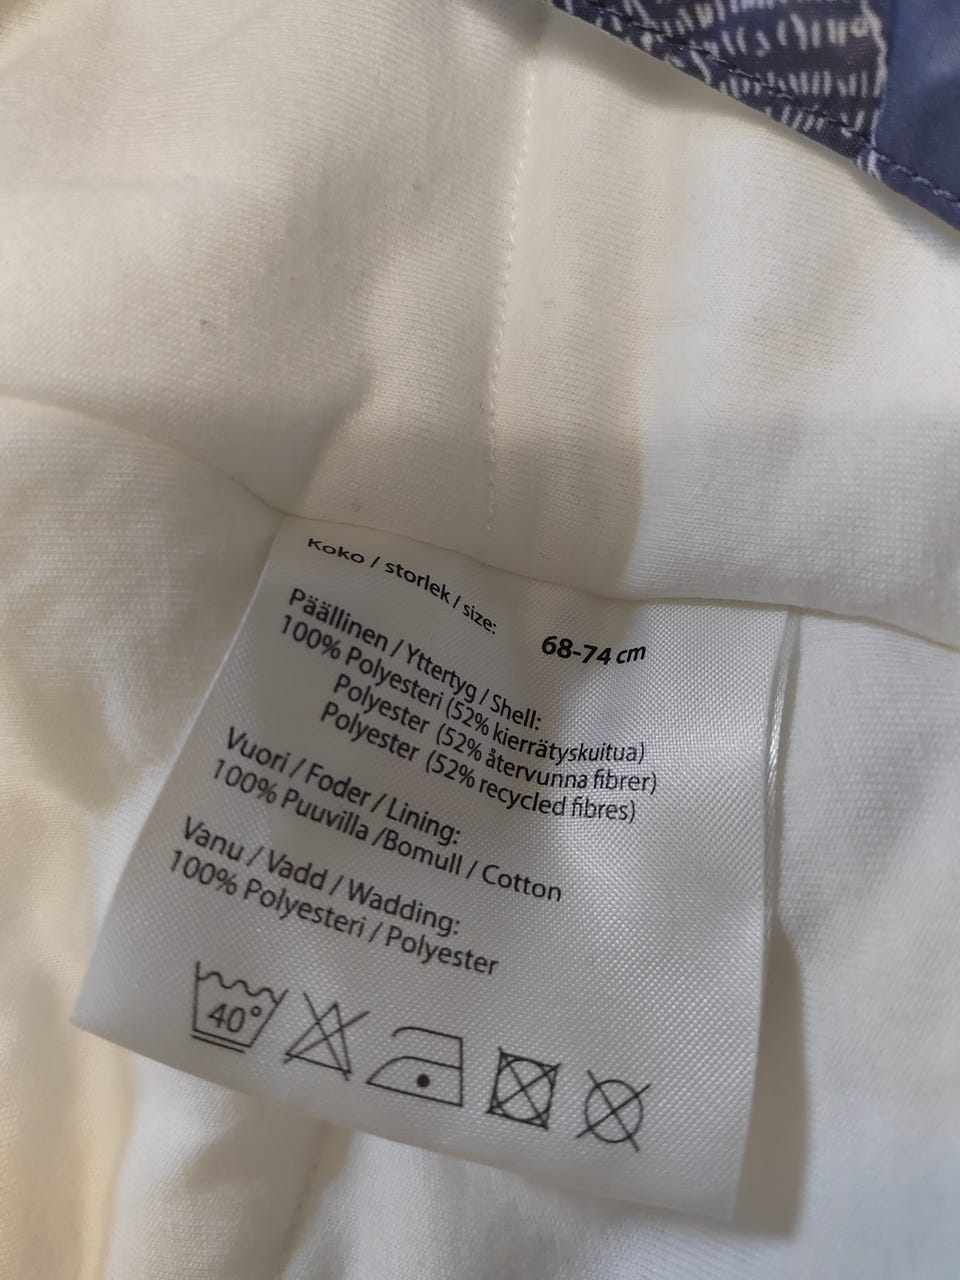 Koko / storlek / size: 68-74 cm
Päällinen / Yttertyg / Shell:
100% Polyesteri (52% kierrätyskuitua)
Polyester (52% återvunna fibrer)
Polyester (52% recycled fibres)
Vuori / Foder / Lining:
100% Puuvilla /Bomull / Cotton
Vanu / Vadd / Wadding:
100% Polyesteri / Polyester
40°